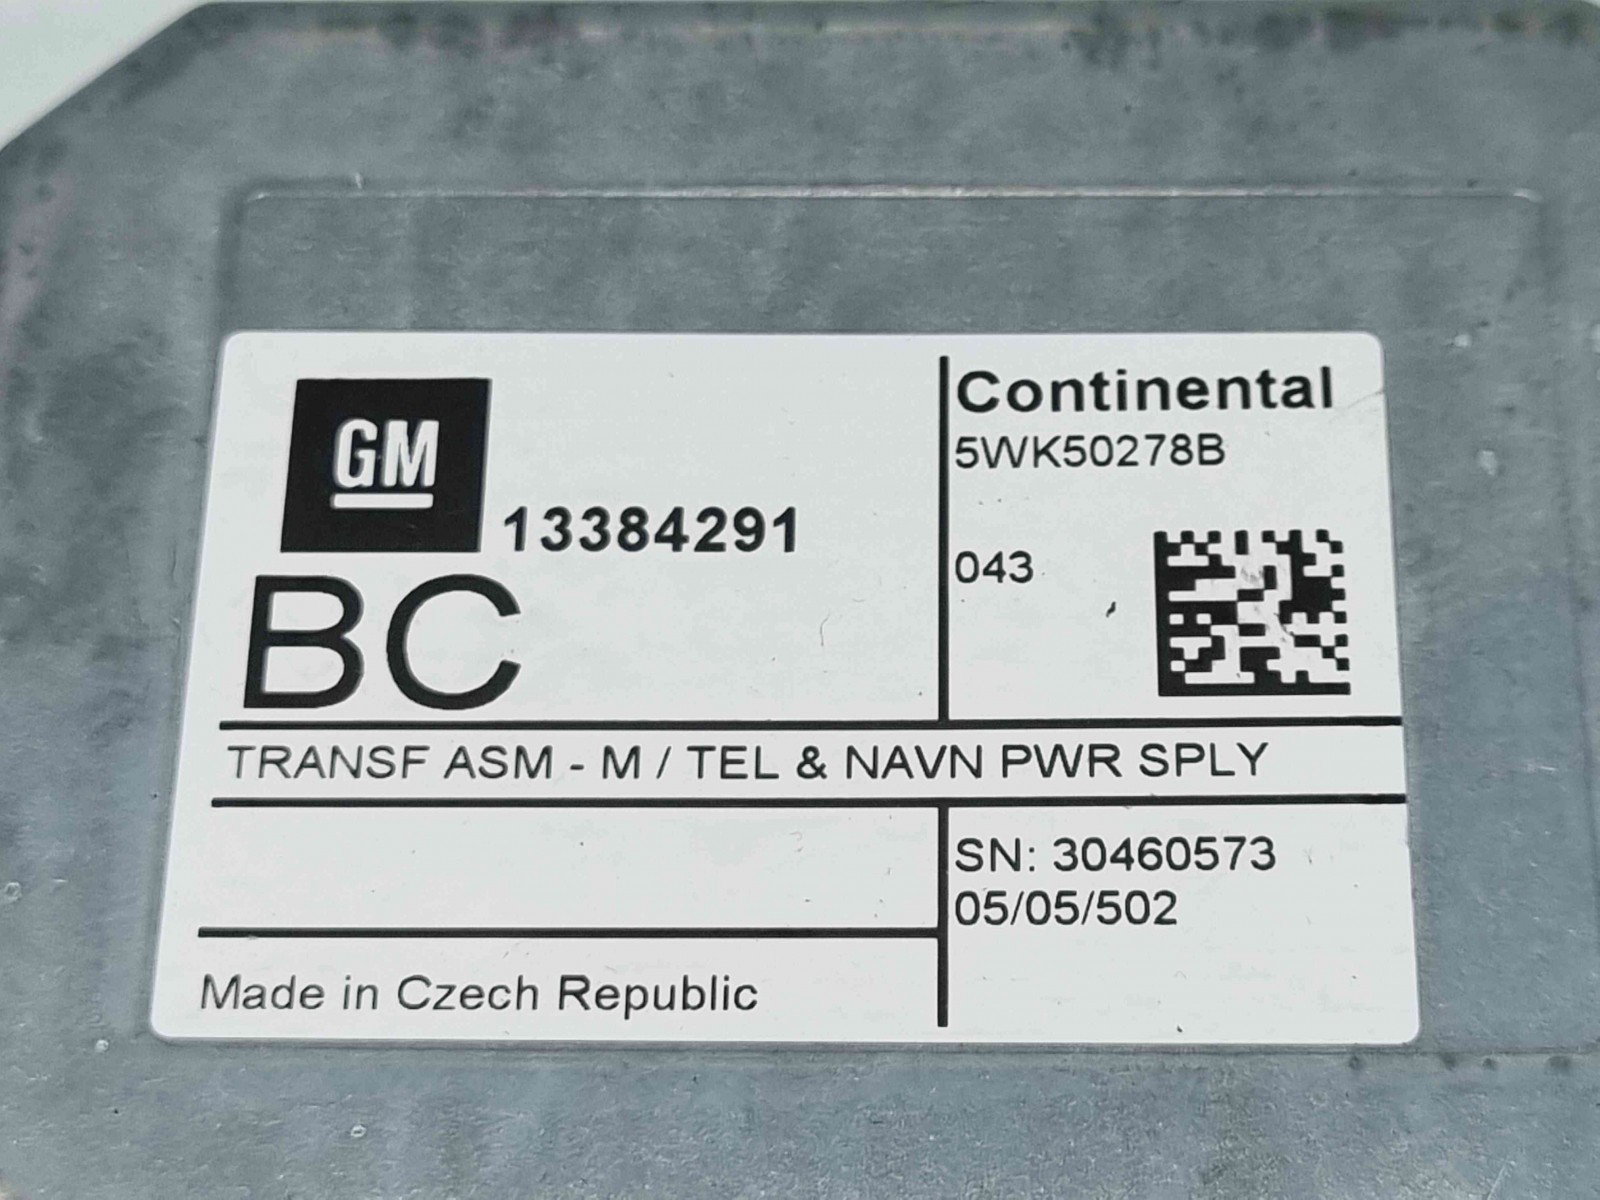 GM
13384291
BC
Continental
5WK50278B
043
TRANSF ASM - M / TEL & NAVN PWR SPLY
SN: 30460573
05/05/502
Made in Czech Republic